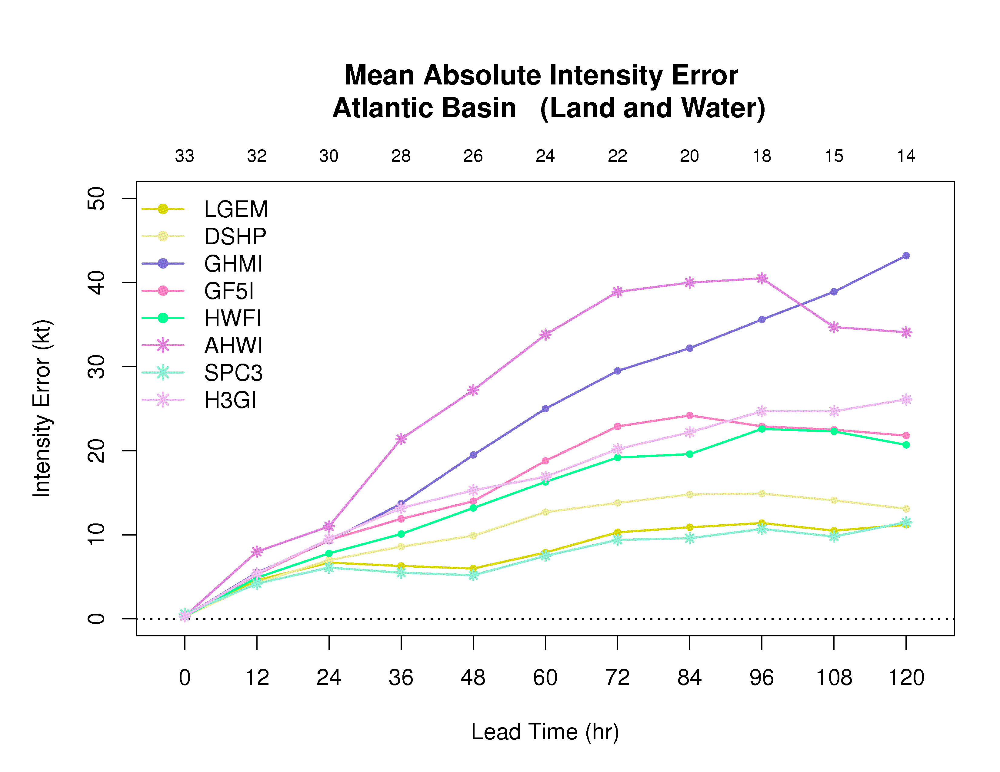 Mean Absolute Intensity Error
Atlantic Basin (Land and Water)
33 32 30 28 26 24 22 20 18 15 14
50
40
30
20
10
0
Intensity Error (kt)
LGEM
DSHP
GHMI
GF5I
HWFI
AHWI
SPC3
H3GI
0 12 24 36 48 60 72 84 96 108 120
Lead Time (hr)